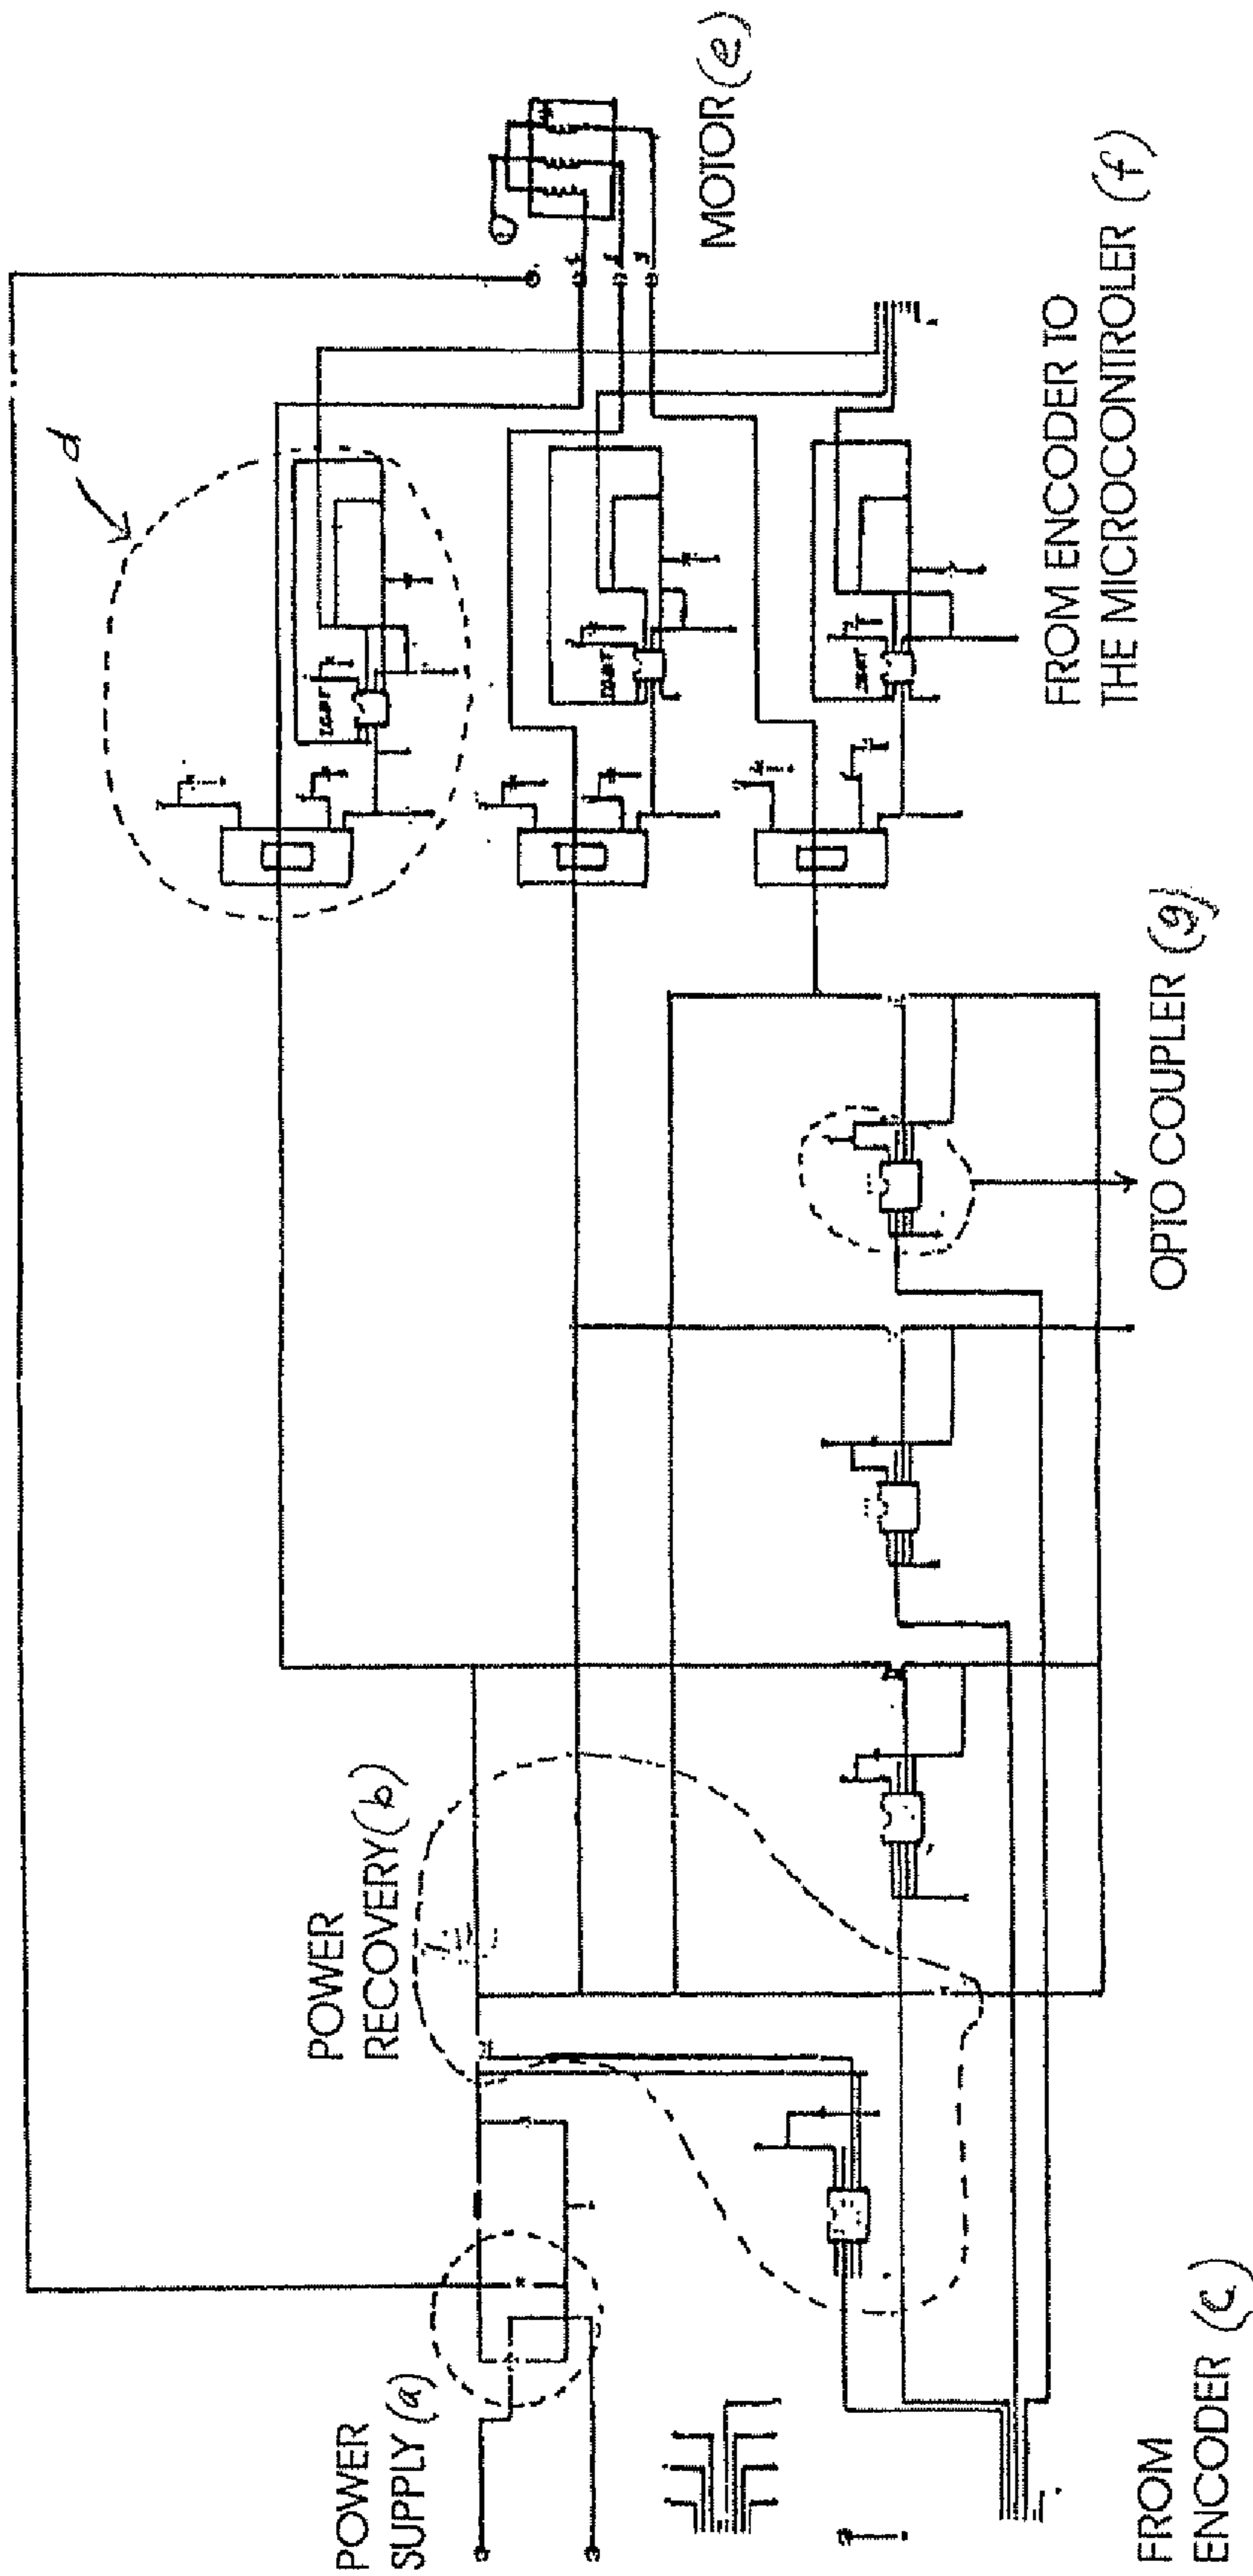 POWER
SUPPLY (a)
POWER
RECOVERY (b)
d
MOTOR (e)
FROM ENCODER TO
THE MICROCONTROLER (f)
OPTO COUPLER (g)
FROM
ENCODER (c)